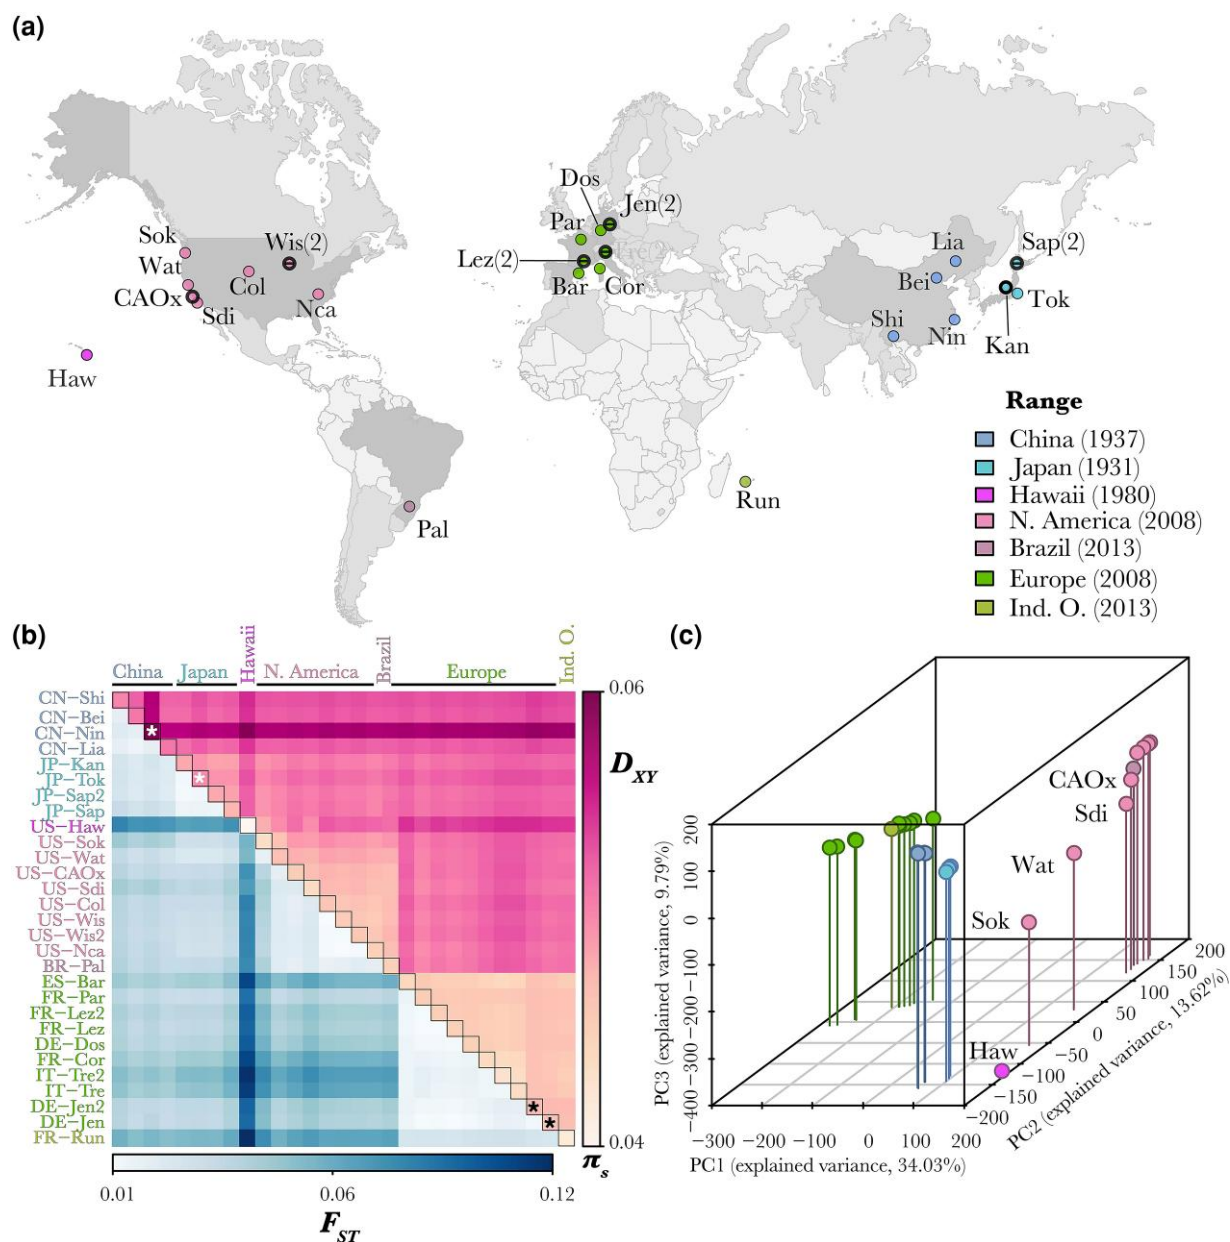 (a)
Dos
Jen(2)
Par
Sok
Wis(2)
Lia
Sap(2)
Wat
Lez(2)
Tre(2)
Bei
CAOx
Col
Bar
Cor
Tok
Sdi
Nca
Shi
Nin
Kan
Haw
Range
China (1937)
Japan (1931)
Hawaii (1980)
N. America (2008)
Brazil (2013)
Europe (2008)
Ind. O. (2013)
Run
Pal
(b)
China
Japan
Hawaii
N. America
Brazil
Europe
Ind. O.
CN–Shi
CN–Bei
CN–Nin
CN–Lia
JP–Kan
JP–Tok
JP–Sap2
JP–Sap
US–Haw
US–Sok
US–Wat
US–CAOx
US–Sdi
US–Col
US–Wis
US–Wis2
US–Nca
BR–Pal
ES–Bar
FR–Par
FR–Lez2
FR–Lez
DE–Dos
FR–Cor
IT–Tre2
IT–Tre
DE–Jen2
DE–Jen
FR–Run
*
*
*
*
0.06
D_XY
0.04
π_s
0.01
0.06
0.12
F_ST
(c)
CAOx
Sdi
Wat
Sok
Haw
200
100
0
−100
−200
−300
−400
PC3 (explained variance, 9.79%)
−300
−200
−100
0
100
200
PC1 (explained variance, 34.03%)
200
150
100
50
0
−50
−100
−150
−200
PC2 (explained variance, 13.62%)